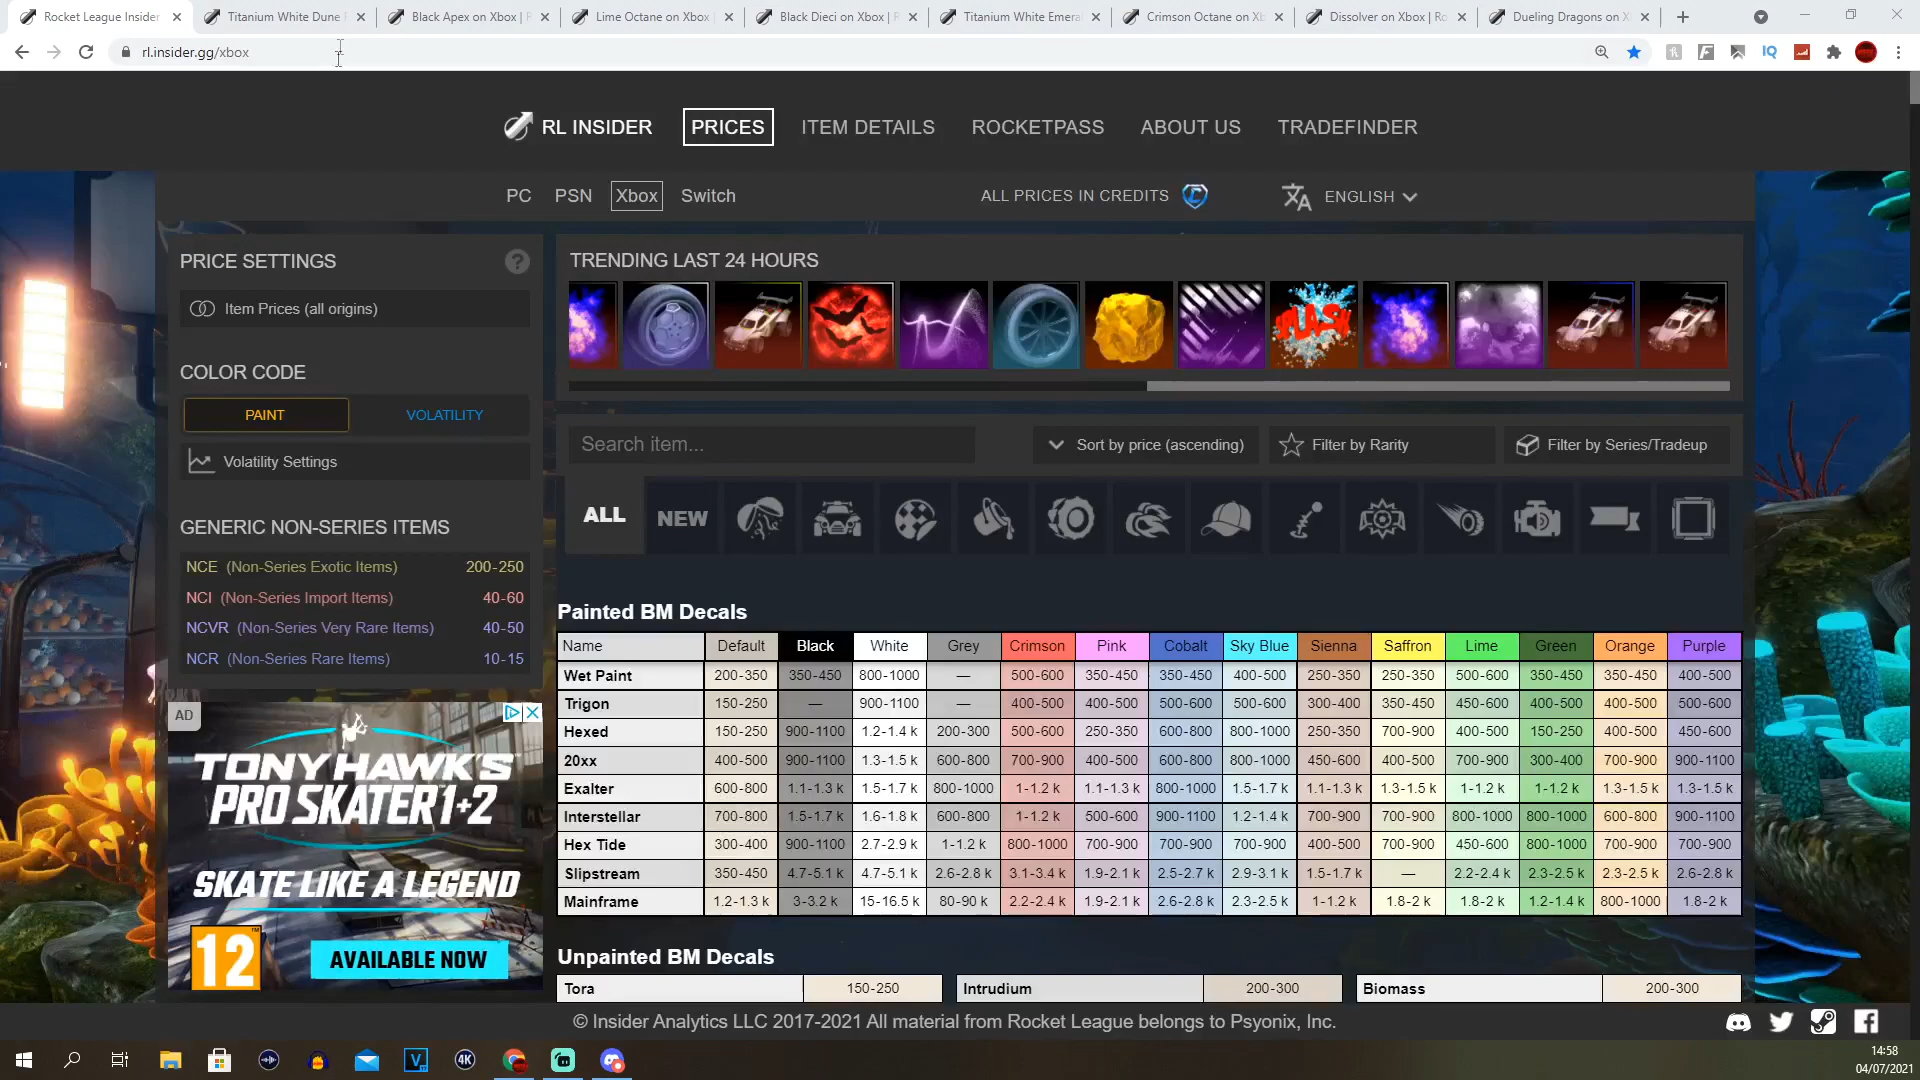 Rocket League Insider
Titanium White Dune
Black Apex on Xbox |
Lime Octane on Xbox
Black Dieci on Xbox |
Titanium White Emera
Crimson Octane on Xb
Dissolver on Xbox | Ro
Dueling Dragons on X
rl.insider.gg/xbox
IQ
RL INSIDER PRICES ITEM DETAILS ROCKETPASS ABOUT US TRADEFINDER
PC PSN Xbox Switch ALL PRICES IN CREDITS ENGLISH
PRICE SETTINGS ?
Item Prices (all origins)
COLOR CODE
PAINT VOLATILITY
Volatility Settings
GENERIC NON-SERIES ITEMS
NCE (Non-Series Exotic Items) 200-250
NCI (Non-Series Import Items) 40-60
NCVR (Non-Series Very Rare Items) 40-50
NCR (Non-Series Rare Items) 10-15
AD
TONY HAWK'S
PRO SKATER 1+2
SKATE LIKE A LEGEND
12 AVAILABLE NOW
TRENDING LAST 24 HOURS
Search item... Sort by price (ascending) Filter by Rarity Filter by Series/Tradeup
ALL NEW
Painted BM Decals
Name Default Black White Grey Crimson Pink Cobalt Sky Blue Sienna Saffron Lime Green Orange Purple
Wet Paint 200-350 350-450 800-1000 — 500-600 350-450 350-450 400-500 250-350 250-350 500-600 350-450 350-450 400-500
Trigon 150-250 — 900-1100 — 400-500 400-500 500-600 500-600 300-400 350-450 450-600 400-500 400-500 500-600
Hexed 150-250 900-1100 1.2-1.4 k 200-300 500-600 250-350 600-800 800-1000 250-350 700-900 400-500 150-250 400-500 450-600
20xx 400-500 900-1100 1.3-1.5 k 600-800 700-900 400-500 600-800 800-1000 450-600 400-500 700-900 300-400 700-900 900-1100
Exalter 600-800 1.1-1.3 k 1.5-1.7 k 800-1000 1-1.2 k 1.1-1.3 k 800-1000 1.5-1.7 k 1.1-1.3 k 1.3-1.5 k 1-1.2 k 1-1.2 k 1.3-1.5 k 1.3-1.5 k
Interstellar 700-800 1.5-1.7 k 1.6-1.8 k 600-800 1-1.2 k 500-600 900-1100 1.2-1.4 k 700-900 700-900 800-1000 800-1000 600-800 900-1100
Hex Tide 300-400 900-1100 2.7-2.9 k 1-1.2 k 800-1000 700-900 700-900 700-900 400-500 700-900 450-600 800-1000 700-900 700-900
Slipstream 350-450 4.7-5.1 k 4.7-5.1 k 2.6-2.8 k 3.1-3.4 k 1.9-2.1 k 2.5-2.7 k 2.9-3.1 k 1.5-1.7 k — 2.2-2.4 k 2.3-2.5 k 2.3-2.5 k 2.6-2.8 k
Mainframe 1.2-1.3 k 3-3.2 k 15-16.5 k 80-90 k 2.2-2.4 k 1.9-2.1 k 2.6-2.8 k 2.3-2.5 k 1-1.2 k 1.8-2 k 1.8-2 k 1.2-1.4 k 800-1000 1.8-2 k
Unpainted BM Decals
Tora 150-250 Intrudium 200-300 Biomass 200-300
© Insider Analytics LLC 2017-2021 All material from Rocket League belongs to Psyonix, Inc.
4K
14:58
04/07/2021